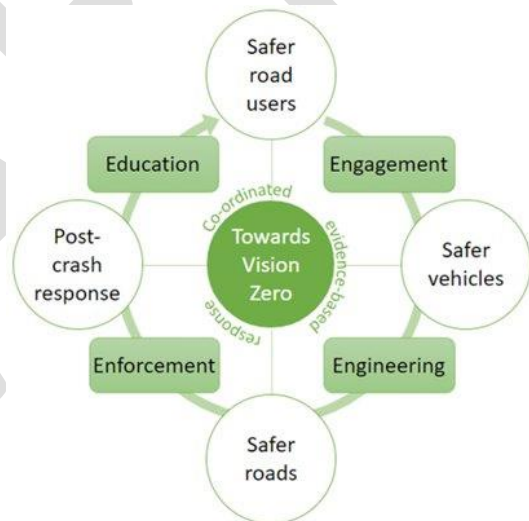 Safer
road
users
Education
Engagement
Co-ordinated
evidence-based
response
Towards
Vision
Zero
Post-
crash
response
Safer
vehicles
Enforcement
Engineering
Safer
roads